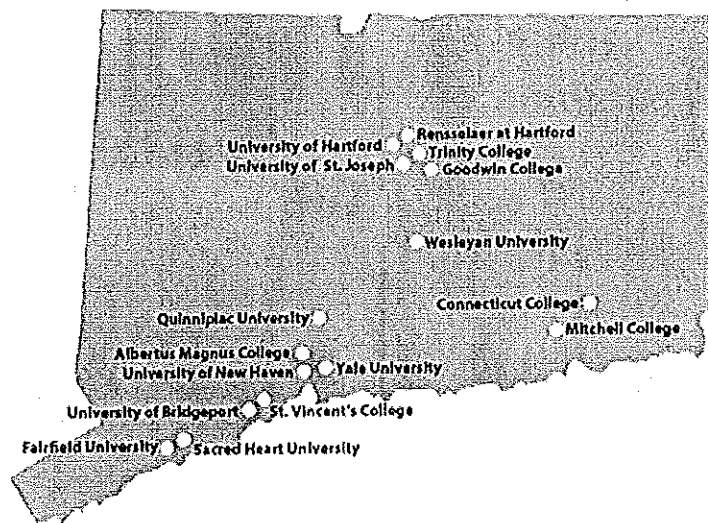 Rensselaer at Hartford
University of Hartford
Trinity College
University of St. Joseph
Goodwin College
Wesleyan University
Connecticut College
Quinnipiac University
Mitchell College
Albertus Magnus College
University of New Haven
Yale University
University of Bridgeport
St. Vincent's College
Fairfield University
Sacred Heart University